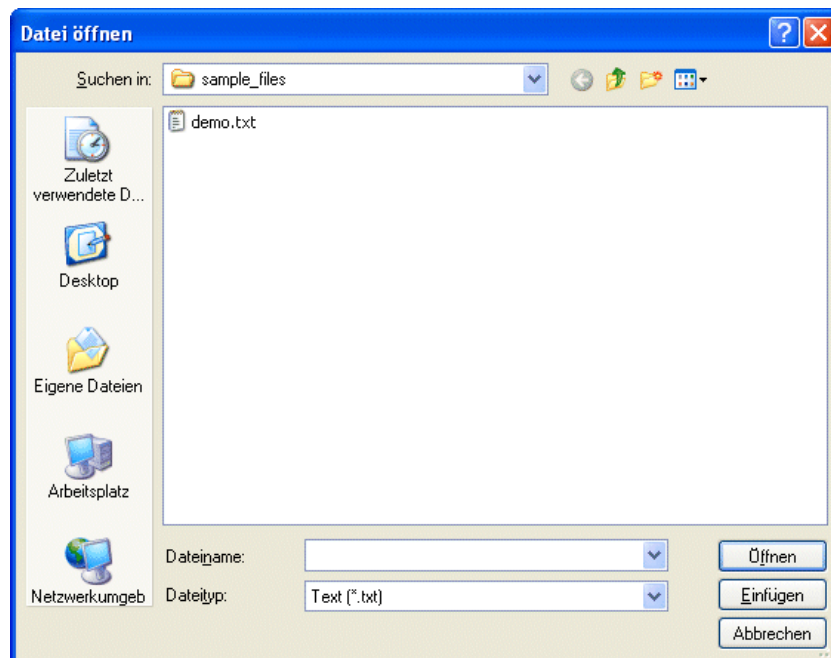 Datei öffnen
Suchen in: sample_files
demo.txt
Zuletzt
verwendete D...
Desktop
Eigene Dateien
Arbeitsplatz
Netzwerkumgeb
Dateiname:
Öffnen
Dateityp: Text (*.txt)
Einfügen
Abbrechen